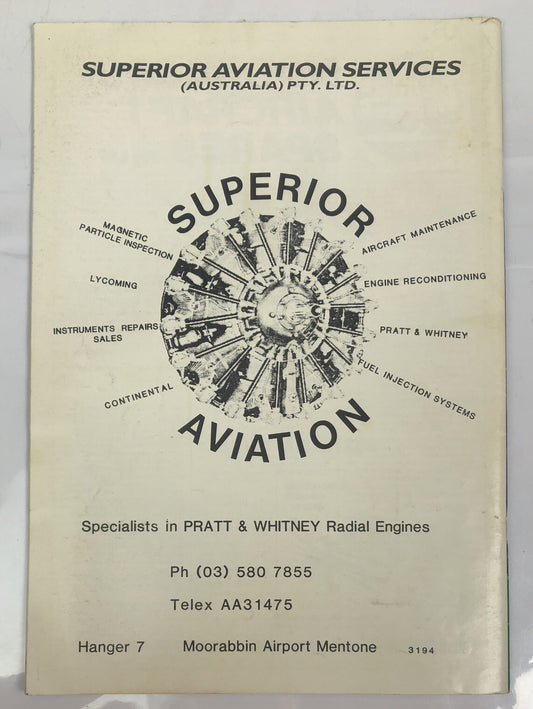 SUPERIOR AVIATION SERVICES
(AUSTRALIA) PTY. LTD.
SUPERIOR
MAGNETIC
PARTICLE INSPECTION
LYCOMING
INSTRUMENTS REPAIRS
SALES
CONTINENTAL
AIRCRAFT MAINTENANCE
ENGINE RECONDITIONING
PRATT & WHITNEY
FUEL INJECTION SYSTEMS
AVIATION
Specialists in PRATT & WHITNEY Radial Engines
Ph (03) 580 7855
Telex AA31475
Hanger 7 Moorabbin Airport Mentone 3194